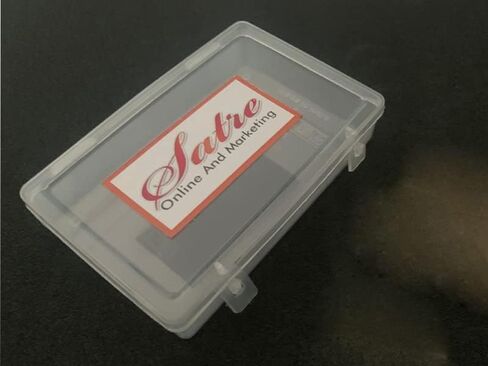 Satre
Online And Marketing